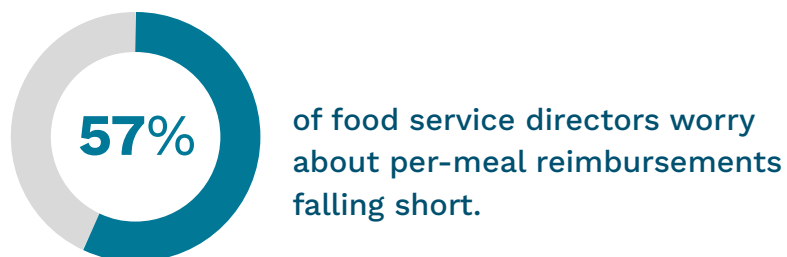 57%
of food service directors worry
about per-meal reimbursements
falling short.